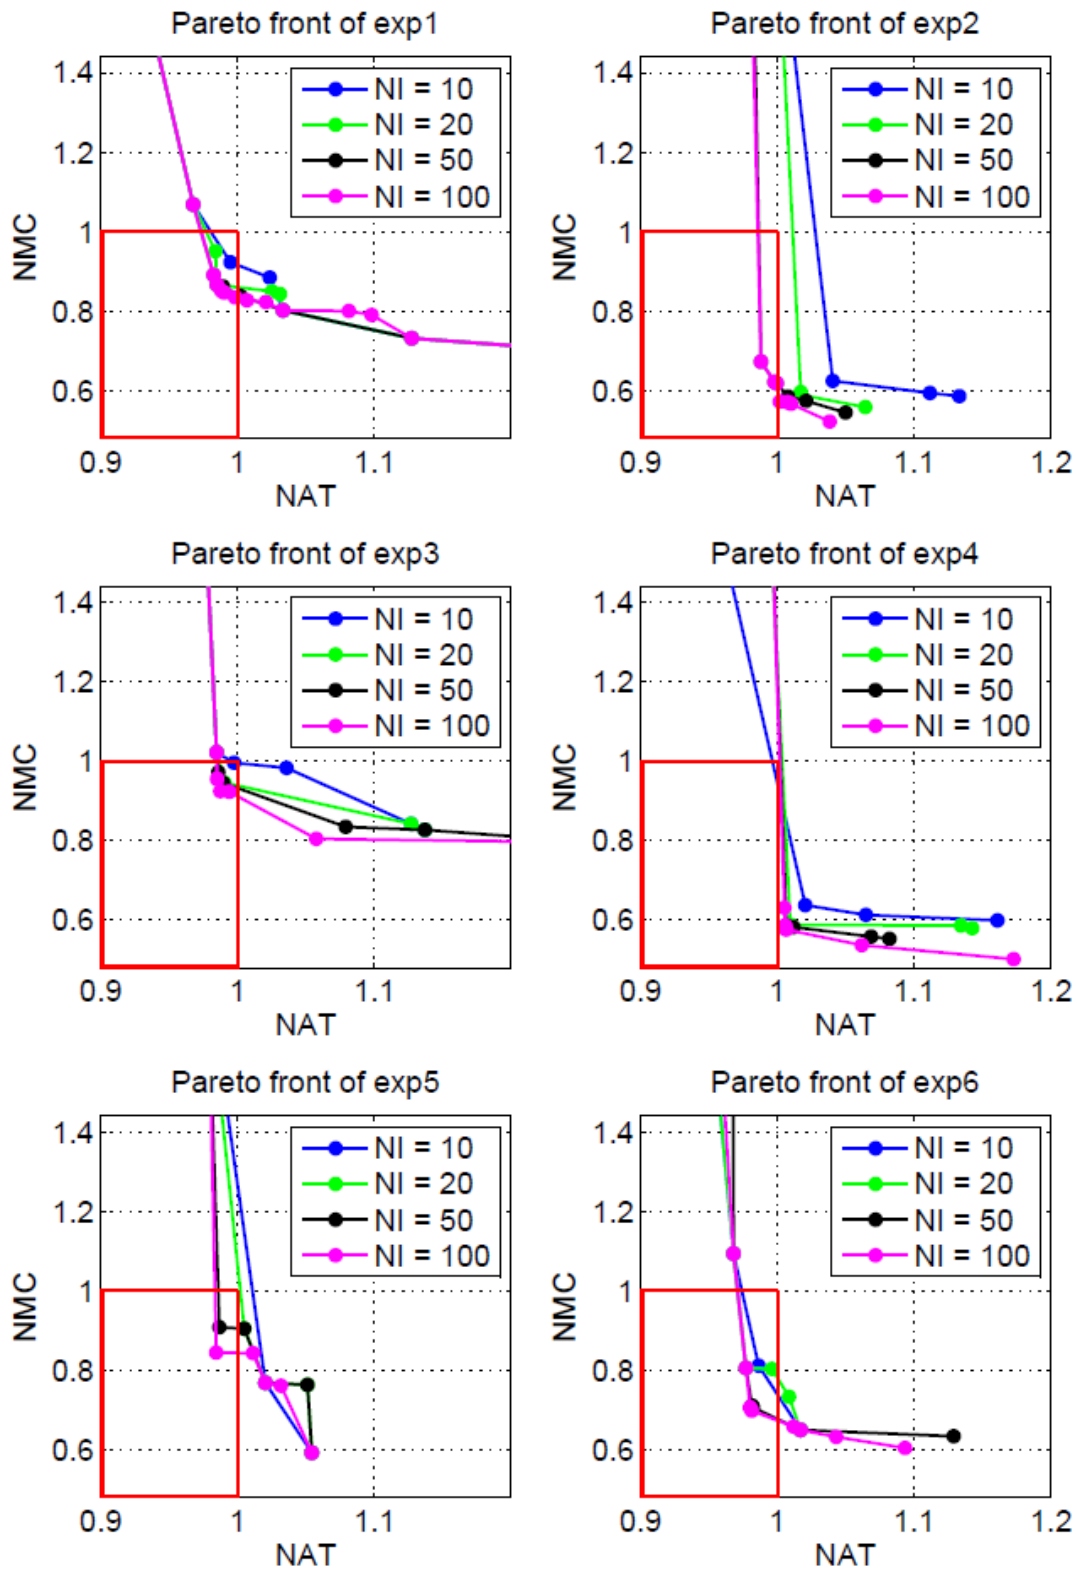 Pareto front of exp1
1.4
1.2
1
0.8
0.6
NMC
NI = 10
NI = 20
NI = 50
NI = 100
0.9 1 1.1
NAT
Pareto front of exp2
1.4
1.2
1
0.8
0.6
NMC
NI = 10
NI = 20
NI = 50
NI = 100
0.9 1 1.1 1.2
NAT
Pareto front of exp3
1.4
1.2
1
0.8
0.6
NMC
NI = 10
NI = 20
NI = 50
NI = 100
0.9 1 1.1
NAT
Pareto front of exp4
1.4
1.2
1
0.8
0.6
NMC
NI = 10
NI = 20
NI = 50
NI = 100
0.9 1 1.1 1.2
NAT
Pareto front of exp5
1.4
1.2
1
0.8
0.6
NMC
NI = 10
NI = 20
NI = 50
NI = 100
0.9 1 1.1
NAT
Pareto front of exp6
1.4
1.2
1
0.8
0.6
NMC
NI = 10
NI = 20
NI = 50
NI = 100
0.9 1 1.1 1.2
NAT